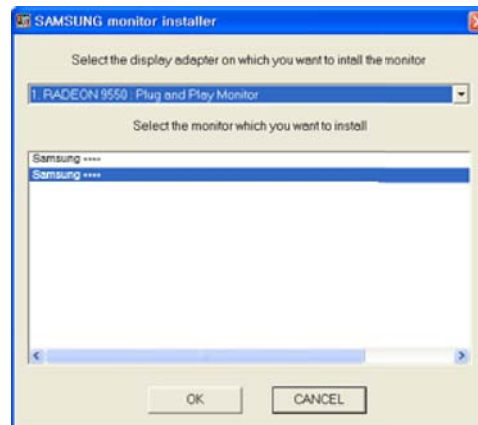 SAMSUNG monitor installer
Select the display adapter on which you want to intall the monitor
1. RADEON 9550 : Plug and Play Monitor
Select the monitor which you want to install
Samsung ••••
Samsung ••••
OK
CANCEL